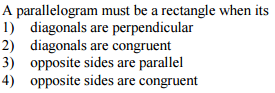 A parallelogram must be a rectangle when its
1) diagonals are perpendicular
2) diagonals are congruent
3) opposite sides are parallel
4) opposite sides are congruent